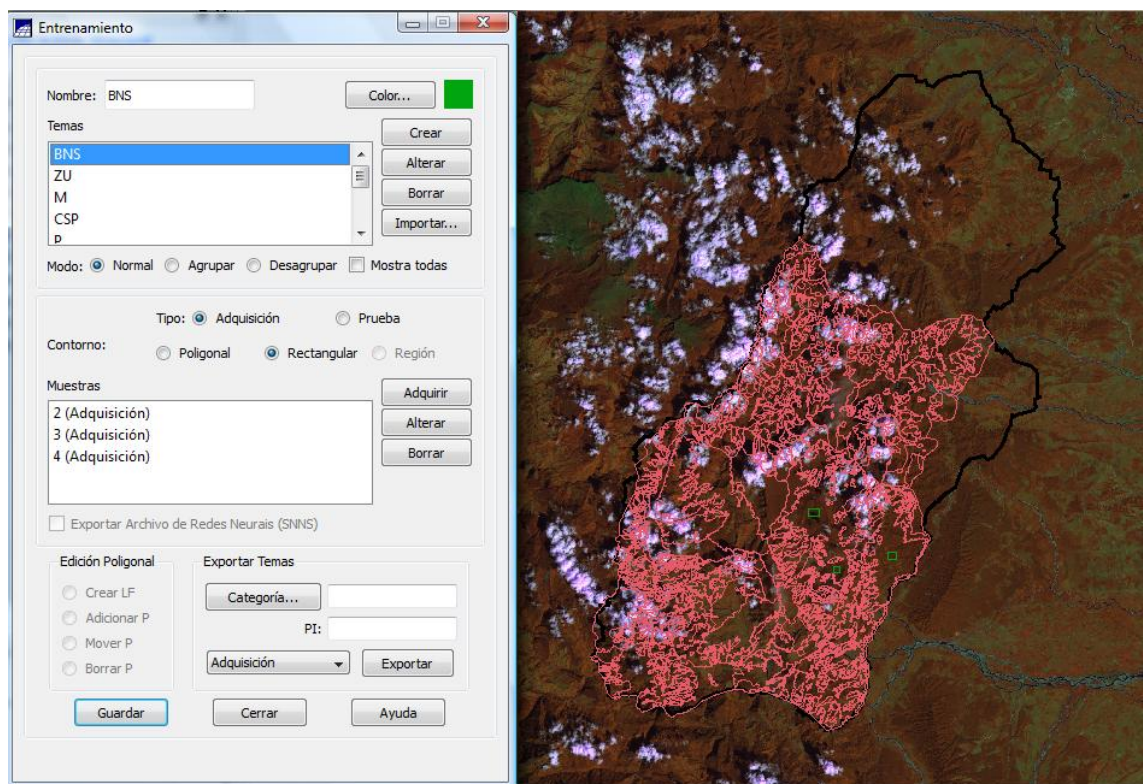 Entrenamiento
Nombre: BNS Color...
Temas
BNS
ZU
M
CSP
P
Crear
Alterar
Borrar
Importar...
Modo: Normal Agrupar Desagrupar Mostra todas
Tipo: Adquisición Prueba
Contorno: Poligonal Rectangular Región
Muestras
2 (Adquisición)
3 (Adquisición)
4 (Adquisición)
Adquirir
Alterar
Borrar
Exportar Archivo de Redes Neurais (SNNS)
Edición Poligonal
Crear LF
Adicionar P
Mover P
Borrar P
Exportar Temas
Categoría...
PI:
Adquisición Exportar
Guardar Cerrar Ayuda